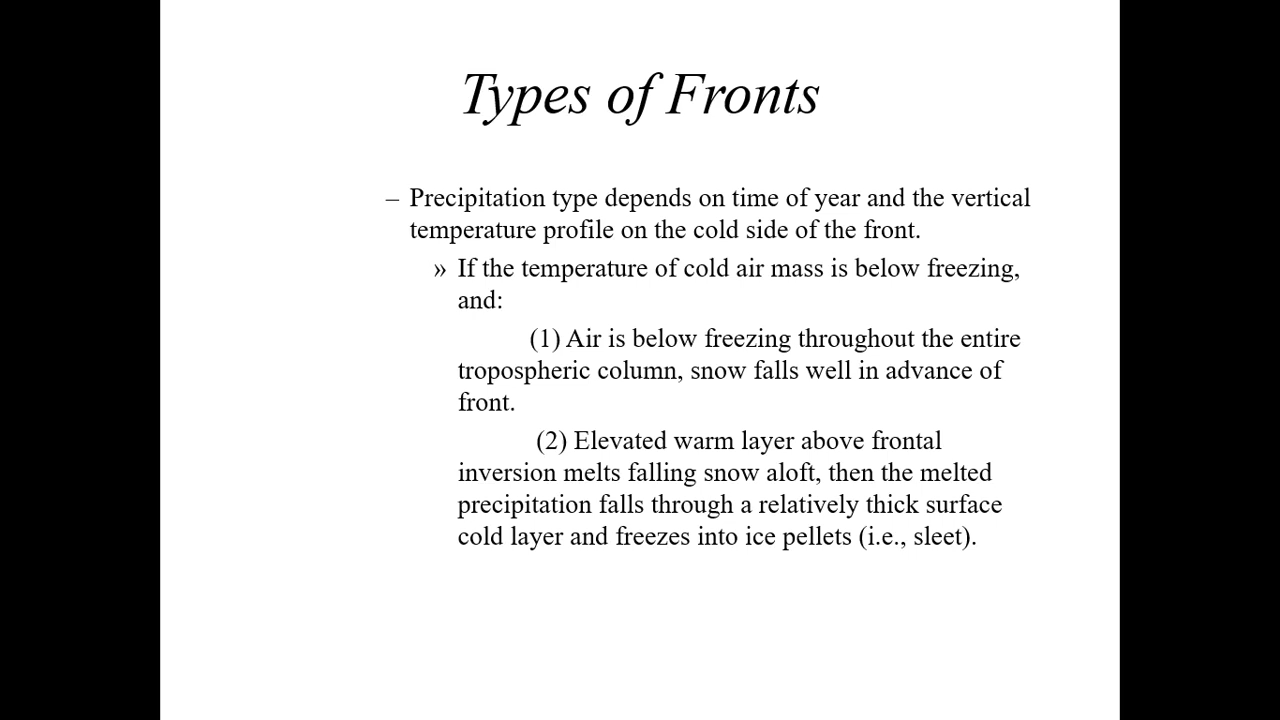 Types of Fronts
– Precipitation type depends on time of year and the vertical
temperature profile on the cold side of the front.
» If the temperature of cold air mass is below freezing,
and:
(1) Air is below freezing throughout the entire
tropospheric column, snow falls well in advance of
front.
(2) Elevated warm layer above frontal
inversion melts falling snow aloft, then the melted
precipitation falls through a relatively thick surface
cold layer and freezes into ice pellets (i.e., sleet).